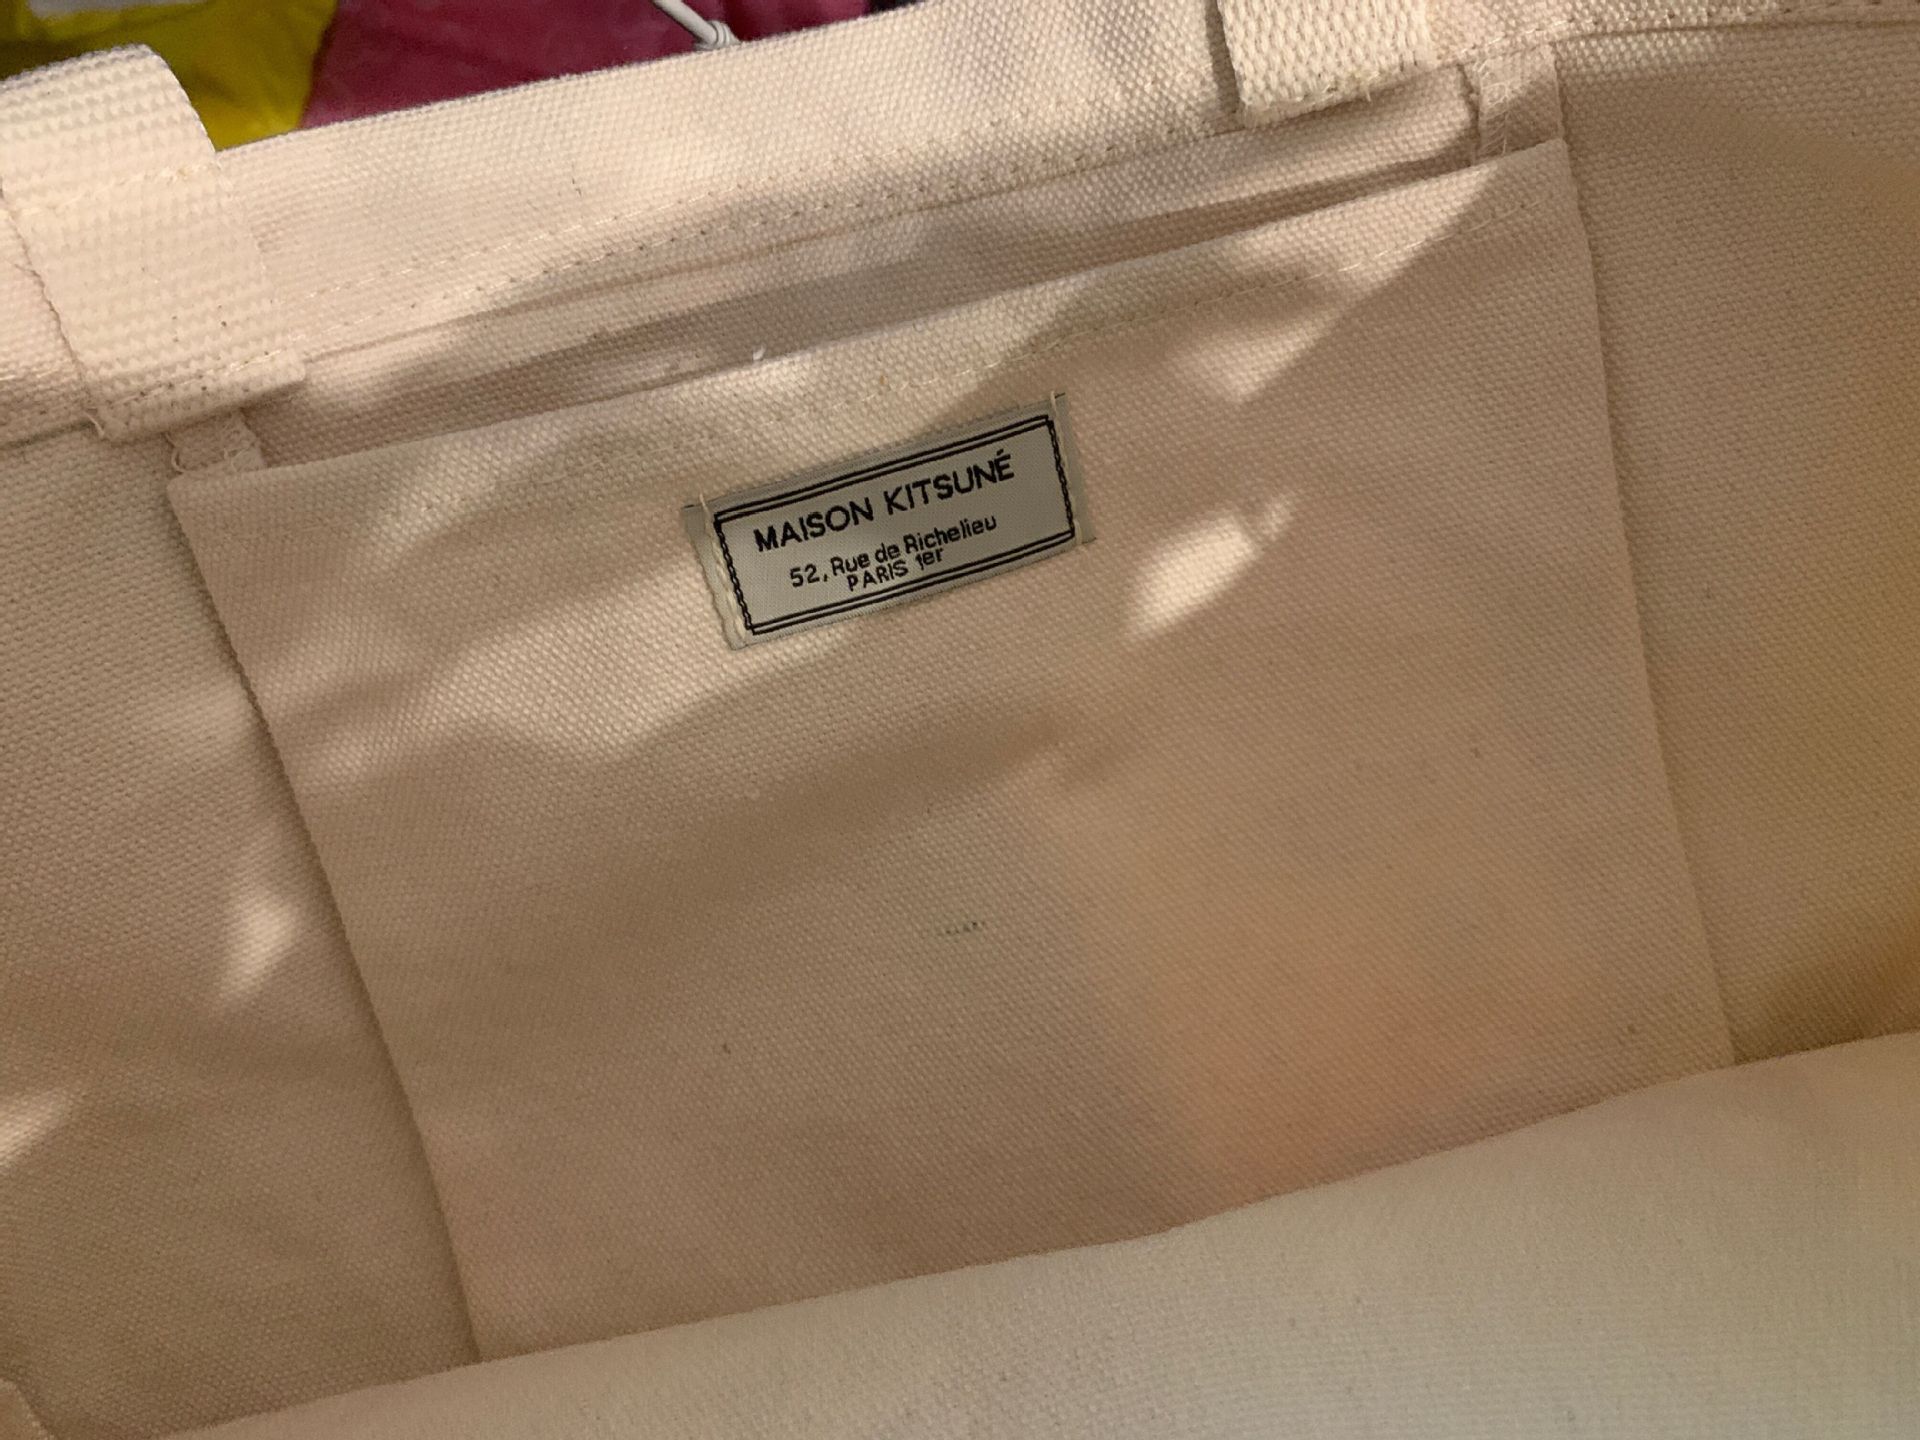 MAISON KITSUNÉ
52, Rue de Richelieu
PARIS 1er